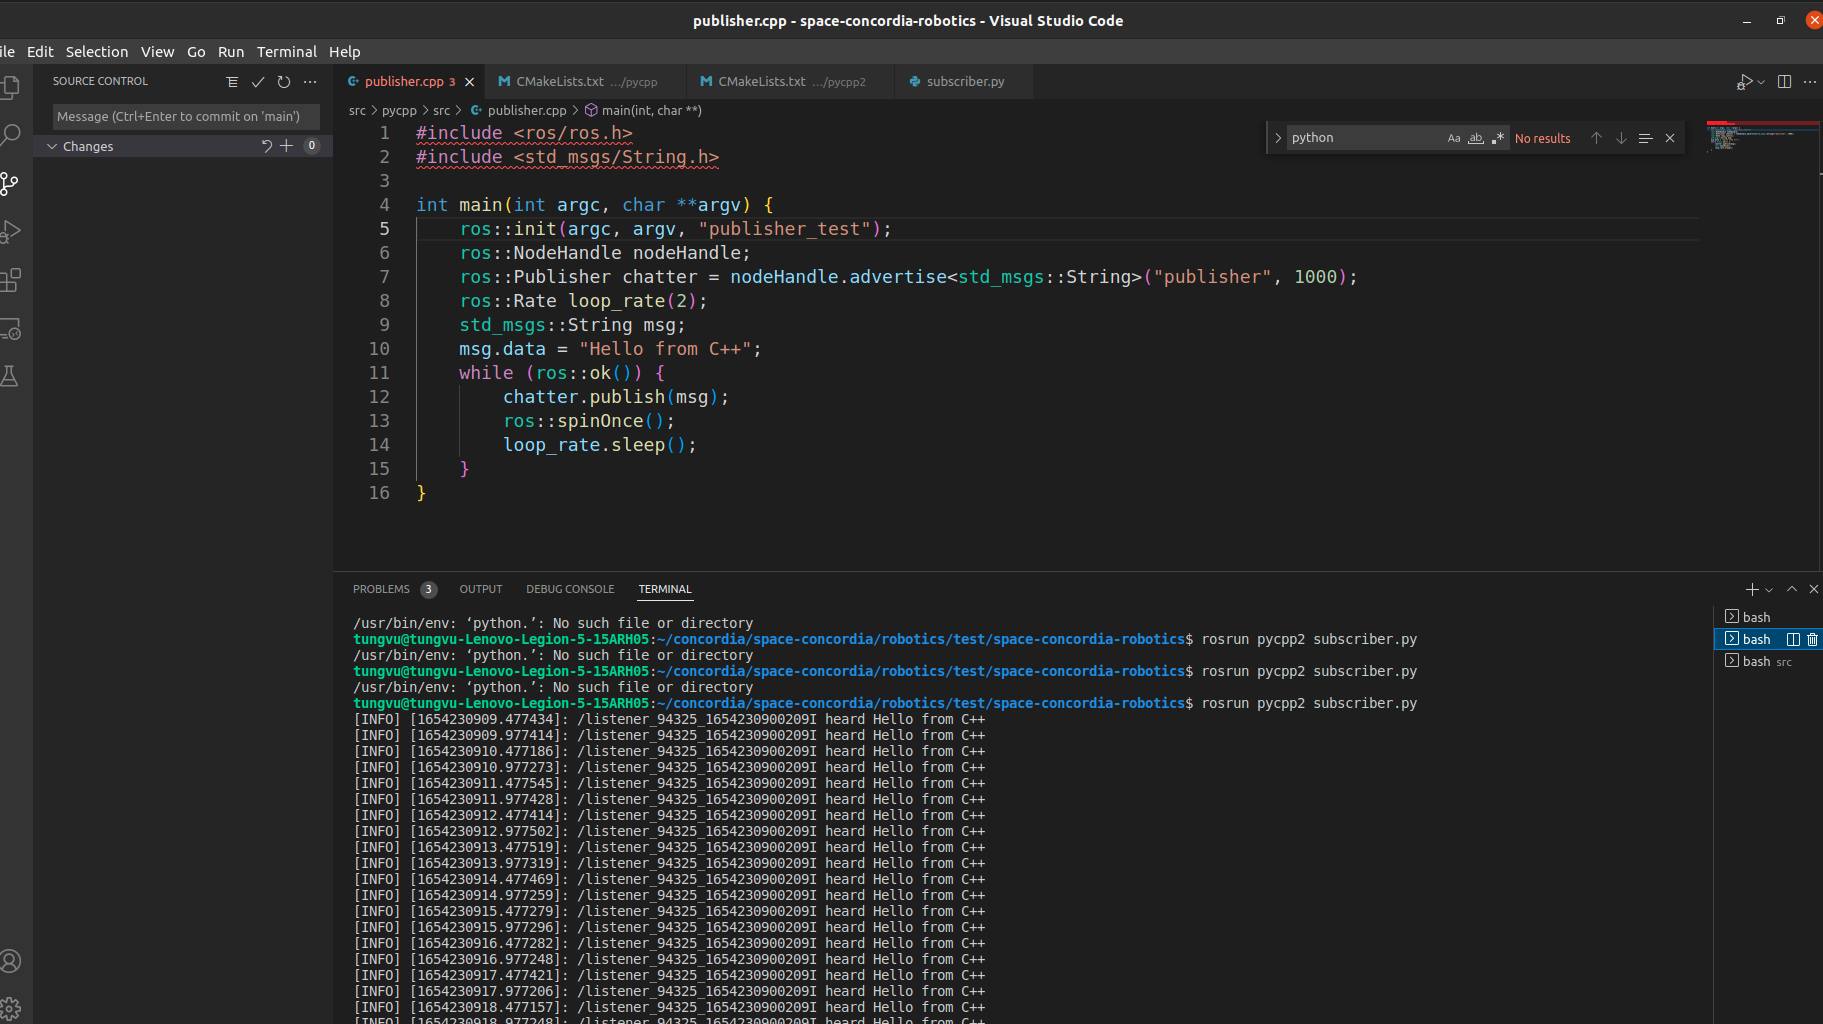 publisher.cpp - space-concordia-robotics - Visual Studio Code
ile Edit Selection View Go Run Terminal Help
SOURCE CONTROL
Message (Ctrl+Enter to commit on 'main')
Changes 0
publisher.cpp 3 CMakeLists.txt .../pycpp CMakeLists.txt .../pycpp2 subscriber.py
src > pycpp > src > publisher.cpp > main(int, char **)
python Aa ab .* No results
1 #include <ros/ros.h>
2 #include <std_msgs/String.h>
3
4 int main(int argc, char **argv) {
5 ros::init(argc, argv, "publisher_test");
6 ros::NodeHandle nodeHandle;
7 ros::Publisher chatter = nodeHandle.advertise<std_msgs::String>("publisher", 1000);
8 ros::Rate loop_rate(2);
9 std_msgs::String msg;
10 msg.data = "Hello from C++";
11 while (ros::ok()) {
12 chatter.publish(msg);
13 ros::spinOnce();
14 loop_rate.sleep();
15 }
16 }
PROBLEMS 3 OUTPUT DEBUG CONSOLE TERMINAL
/usr/bin/env: ‘python.’: No such file or directory
tungvu@tungvu-Lenovo-Legion-5-15ARH05:~/concordia/space-concordia/robotics/test/space-concordia-robotics$ rosrun pycpp2 subscriber.py
/usr/bin/env: ‘python.’: No such file or directory
tungvu@tungvu-Lenovo-Legion-5-15ARH05:~/concordia/space-concordia/robotics/test/space-concordia-robotics$ rosrun pycpp2 subscriber.py
/usr/bin/env: ‘python.’: No such file or directory
tungvu@tungvu-Lenovo-Legion-5-15ARH05:~/concordia/space-concordia/robotics/test/space-concordia-robotics$ rosrun pycpp2 subscriber.py
[INFO] [1654230909.477434]: /listener_94325_1654230900209I heard Hello from C++
[INFO] [1654230909.977414]: /listener_94325_1654230900209I heard Hello from C++
[INFO] [1654230910.477186]: /listener_94325_1654230900209I heard Hello from C++
[INFO] [1654230910.977273]: /listener_94325_1654230900209I heard Hello from C++
[INFO] [1654230911.477545]: /listener_94325_1654230900209I heard Hello from C++
[INFO] [1654230911.977428]: /listener_94325_1654230900209I heard Hello from C++
[INFO] [1654230912.477414]: /listener_94325_1654230900209I heard Hello from C++
[INFO] [1654230912.977502]: /listener_94325_1654230900209I heard Hello from C++
[INFO] [1654230913.477519]: /listener_94325_1654230900209I heard Hello from C++
[INFO] [1654230913.977319]: /listener_94325_1654230900209I heard Hello from C++
[INFO] [1654230914.477469]: /listener_94325_1654230900209I heard Hello from C++
[INFO] [1654230914.977259]: /listener_94325_1654230900209I heard Hello from C++
[INFO] [1654230915.477279]: /listener_94325_1654230900209I heard Hello from C++
[INFO] [1654230915.977296]: /listener_94325_1654230900209I heard Hello from C++
[INFO] [1654230916.477282]: /listener_94325_1654230900209I heard Hello from C++
[INFO] [1654230916.977248]: /listener_94325_1654230900209I heard Hello from C++
[INFO] [1654230917.477421]: /listener_94325_1654230900209I heard Hello from C++
[INFO] [1654230917.977206]: /listener_94325_1654230900209I heard Hello from C++
[INFO] [1654230918.477157]: /listener_94325_1654230900209I heard Hello from C++
[INFO] [1654230918.977248]: /listener_94325_1654230900209I heard Hello from C++
bash
bash
bash src